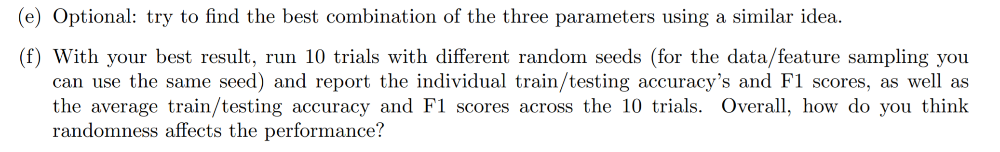 (e) Optional: try to find the best combination of the three parameters using a similar idea.
(f) With your best result, run 10 trials with different random seeds (for the data/feature sampling you
can use the same seed) and report the individual train/testing accuracy's and F1 scores, as well as
the average train/testing accuracy and F1 scores across the 10 trials. Overall, how do you think
randomness affects the performance?